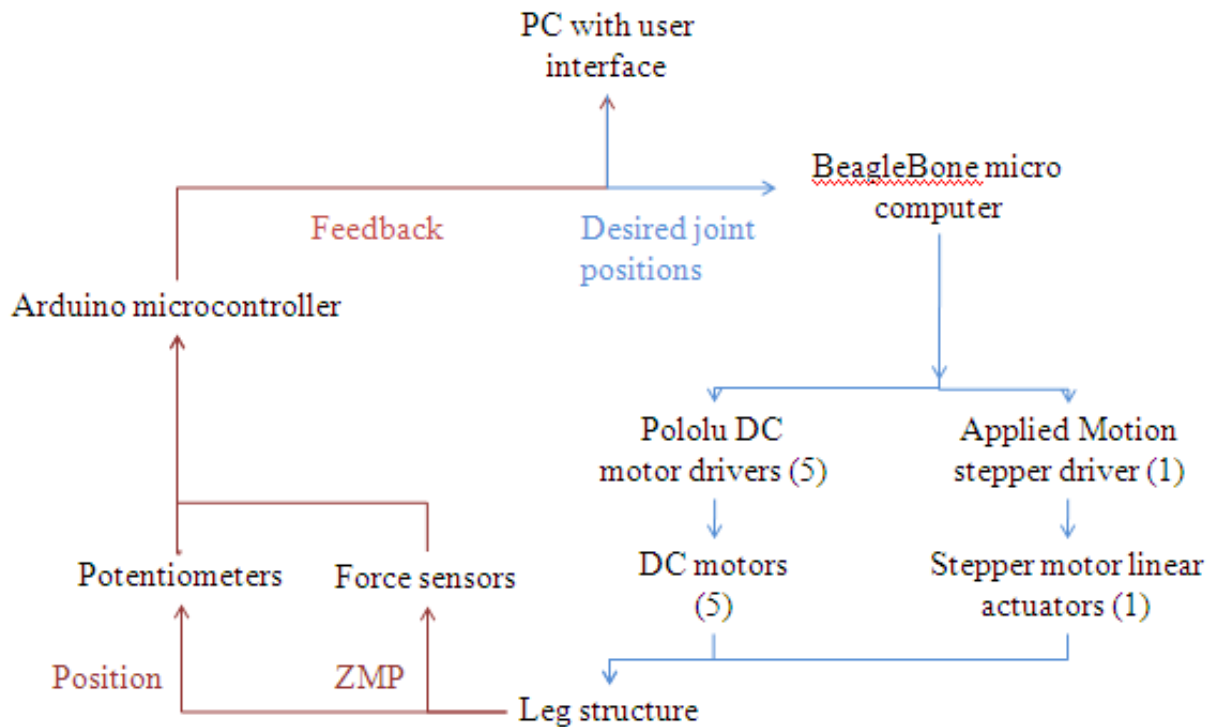 PC with user
interface
BeagleBone micro
computer
Feedback
Desired joint
positions
Arduino microcontroller
Pololu DC
motor drivers (5)
Applied Motion
stepper driver (1)
Potentiometers
Force sensors
DC motors
(5)
Stepper motor linear
actuators (1)
Position
ZMP
Leg structure